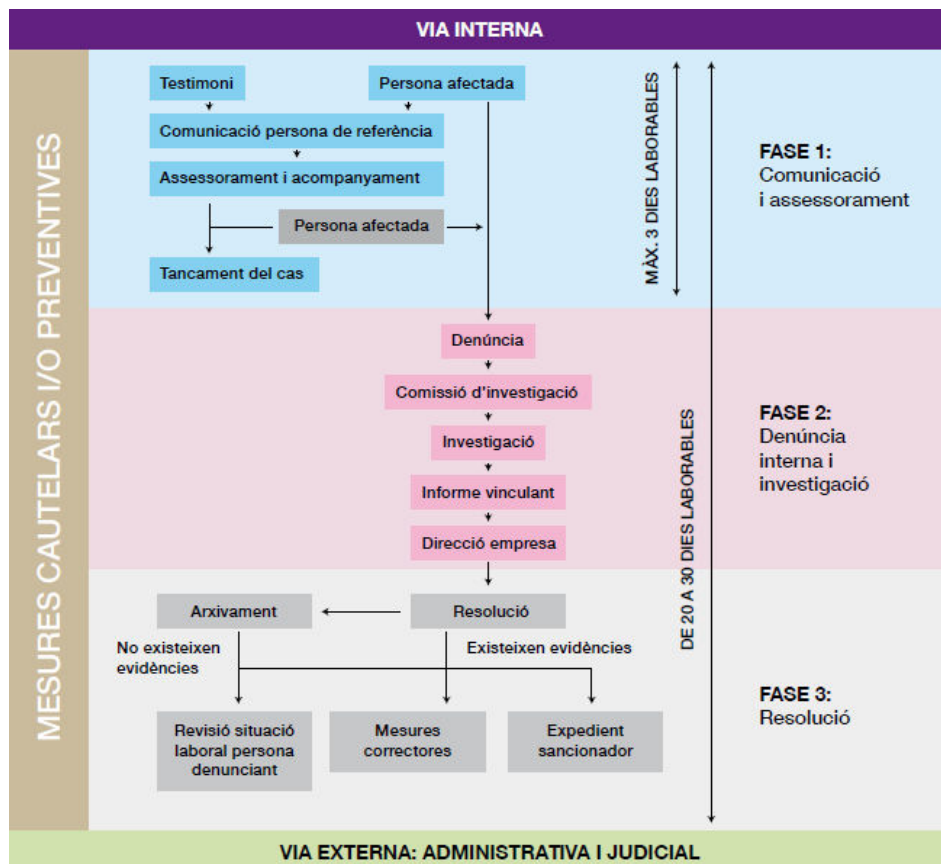 VIA INTERNA
MESURES CAUTELARS I/O PREVENTIVES
Testimoni
Persona afectada
Comunicació persona de referència
Assessorament i acompanyament
Persona afectada
Tancament del cas
MÀX. 3 DIES LABORABLES
FASE 1:
Comunicació
i assessorament
Denúncia
Comissió d'investigació
Investigació
Informe vinculant
Direcció empresa
DE 20 A 30 DIES LABORABLES
FASE 2:
Denúncia
interna i
investigació
Arxivament
Resolució
No existeixen
evidències
Existeixen evidències
Revisió situació
laboral persona
denunciant
Mesures
correctores
Expedient
sancionador
FASE 3:
Resolució
VIA EXTERNA: ADMINISTRATIVA I JUDICIAL